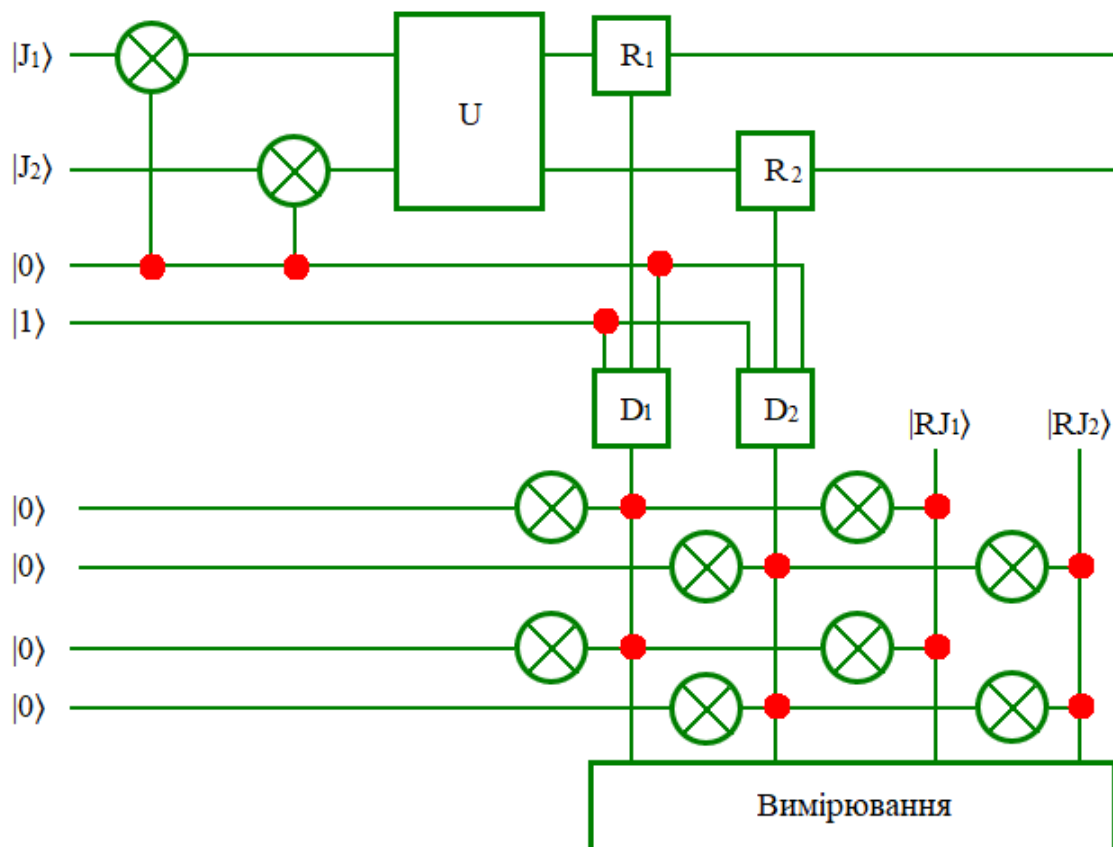 |J₁⟩
U
R₁
|J₂⟩
R₂
|0⟩
|1⟩
D₁
D₂
|RJ₁⟩
|RJ₂⟩
|0⟩
|0⟩
|0⟩
|0⟩
Вимірювання